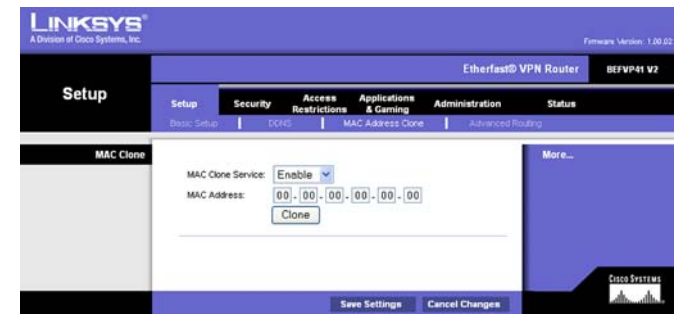 LINKSYS®
A Division of Cisco Systems, Inc.
Firmware Version: 1.00.02
Etherfast® VPN Router BEFVP41 V2
Setup
Setup Security Access Restrictions Applications & Gaming Administration Status
Basic Setup | DDNS | MAC Address Clone | Advanced Routing
MAC Clone
More...
MAC Clone Service: Enable
MAC Address: 00 - 00 - 00 - 00 - 00 - 00
Clone
CISCO SYSTEMS
Save Settings Cancel Changes